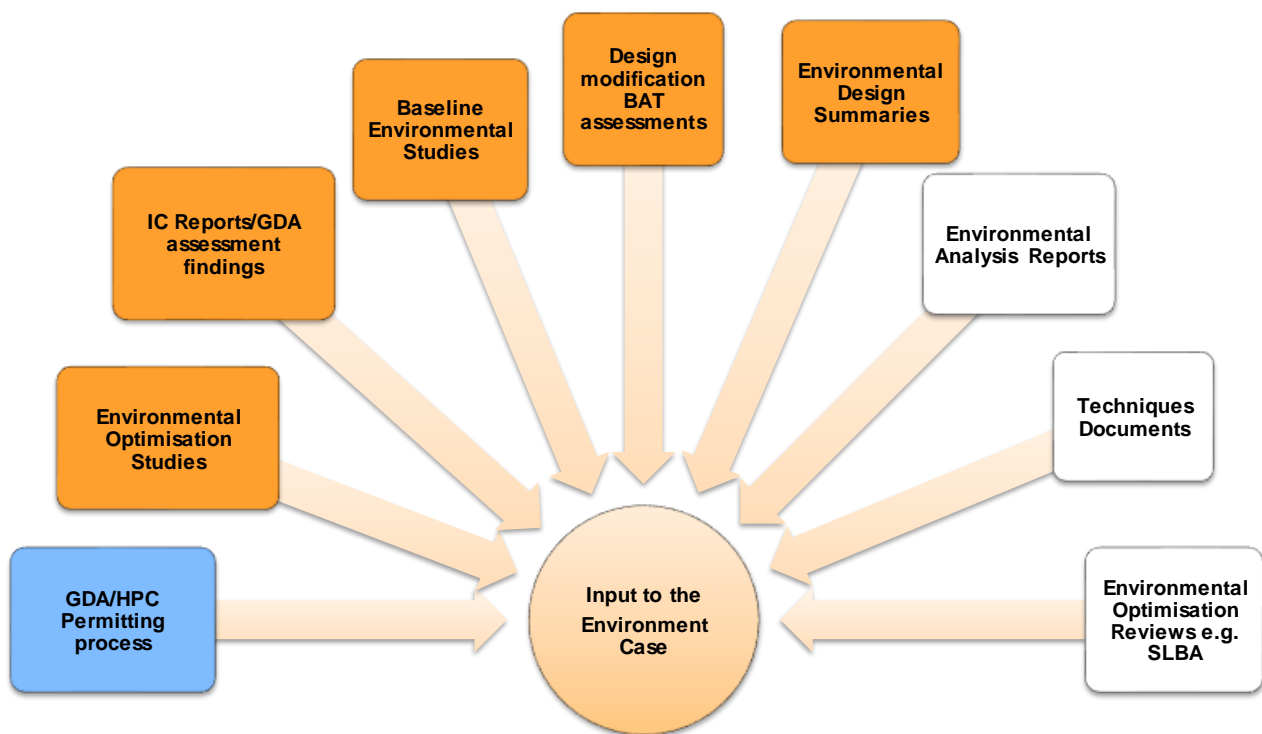 Design
modification
BAT
assessments
Environmental
Design
Summaries
Baseline
Environmental
Studies
IC Reports/GDA
assessment
findings
Environmental
Analysis Reports
Environmental
Optimisation
Studies
Techniques
Documents
GDA/HPC
Permitting
process
Input to the
Environment
Case
Environmental
Optimisation
Reviews e.g.
SLBA